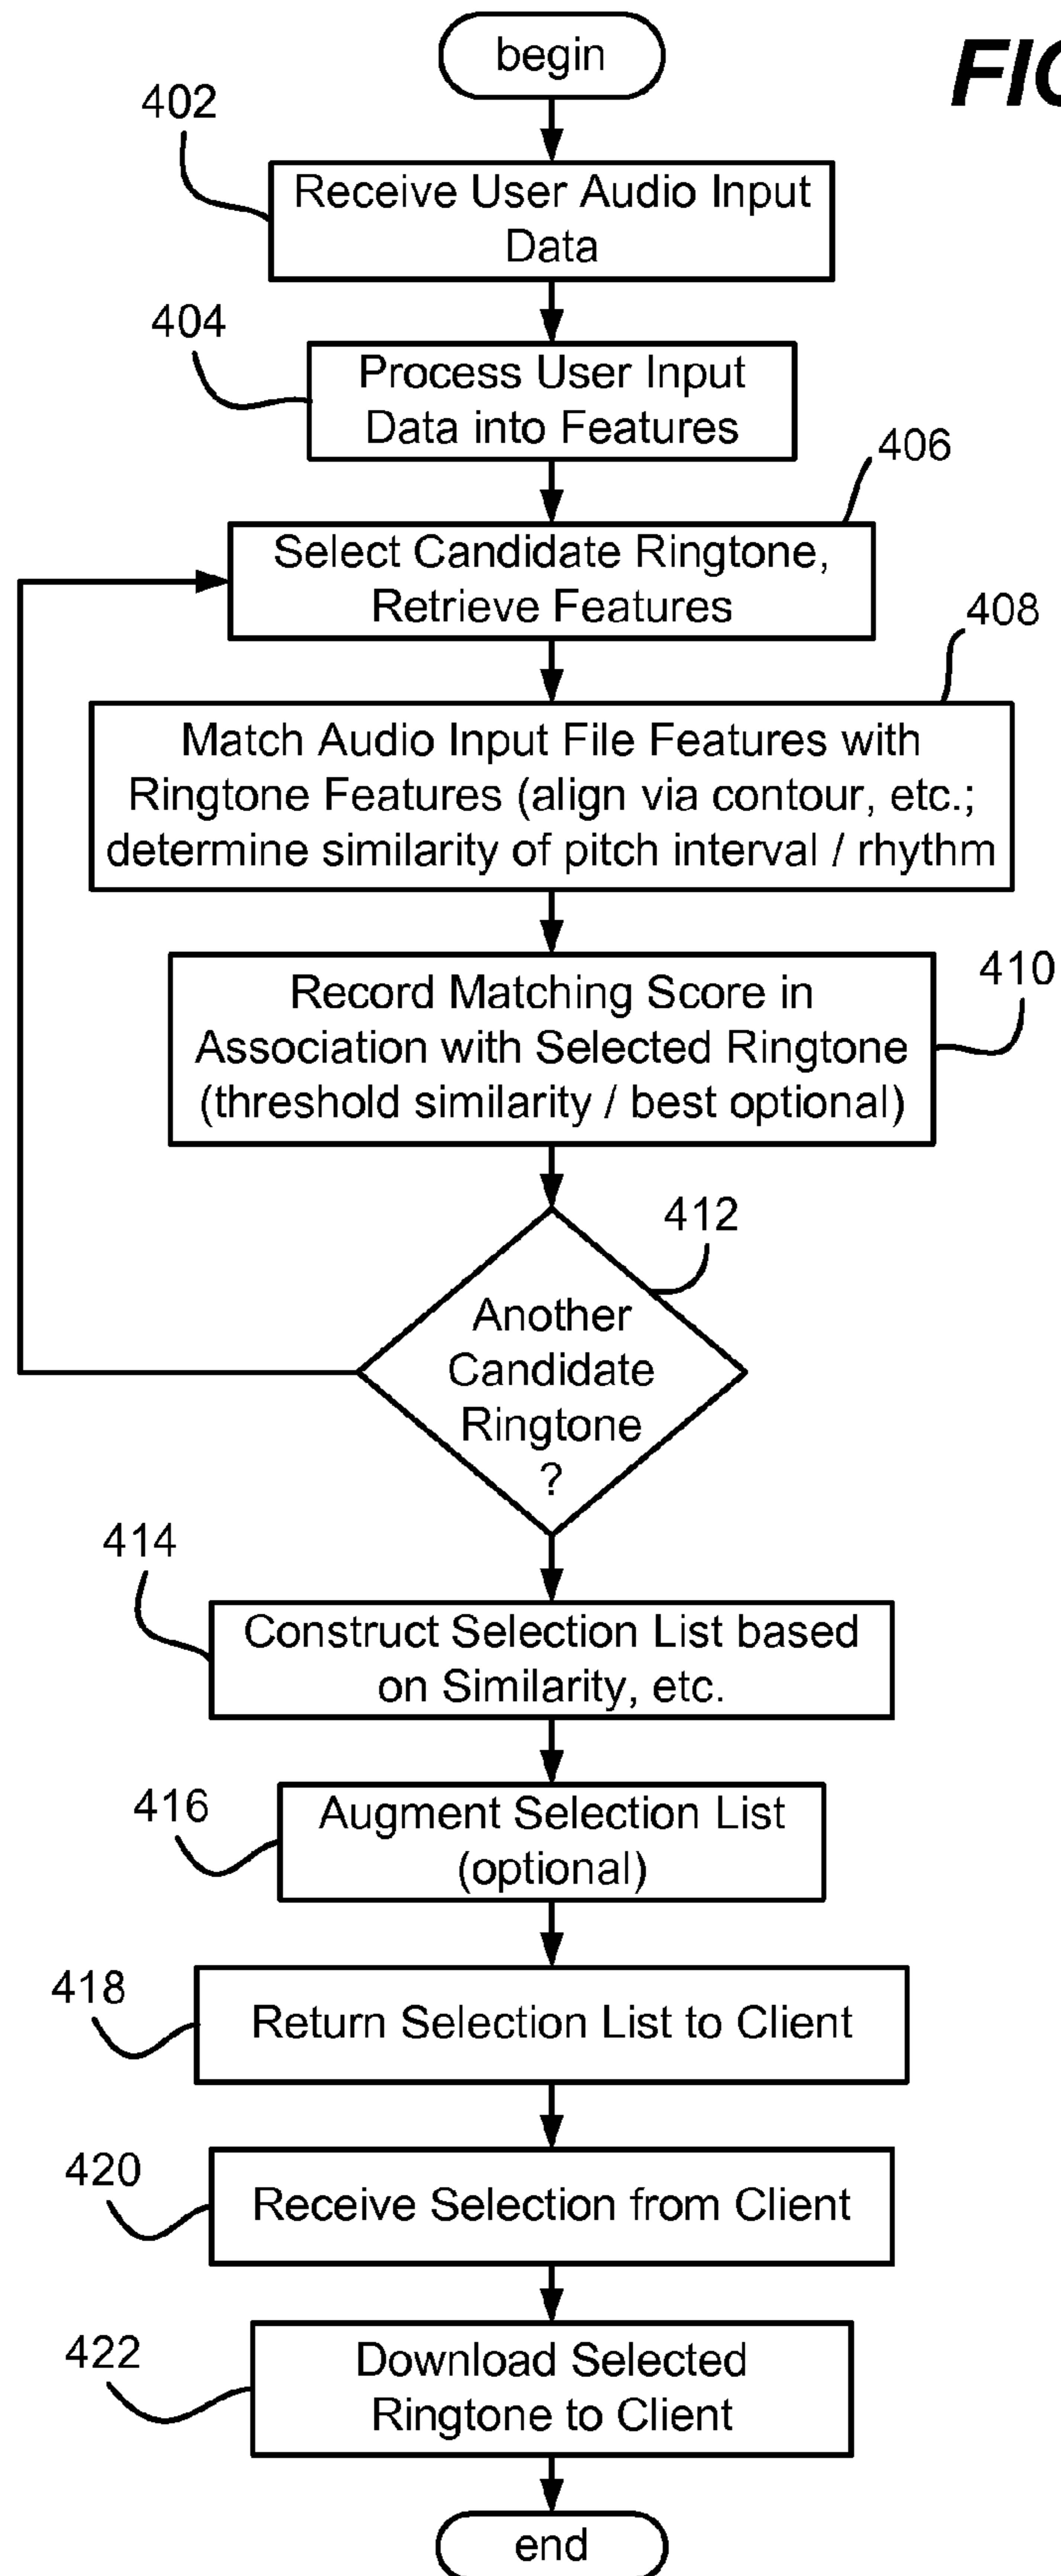 begin
FIG
402
Receive User Audio Input
Data
404
Process User Input
Data into Features
406
Select Candidate Ringtone,
Retrieve Features
408
Match Audio Input File Features with
Ringtone Features (align via contour, etc.;
determine similarity of pitch interval / rhythm
410
Record Matching Score in
Association with Selected Ringtone
(threshold similarity / best optional)
412
Another
Candidate
Ringtone
?
414
Construct Selection List based
on Similarity, etc.
416
Augment Selection List
(optional)
418
Return Selection List to Client
420
Receive Selection from Client
422
Download Selected
Ringtone to Client
end